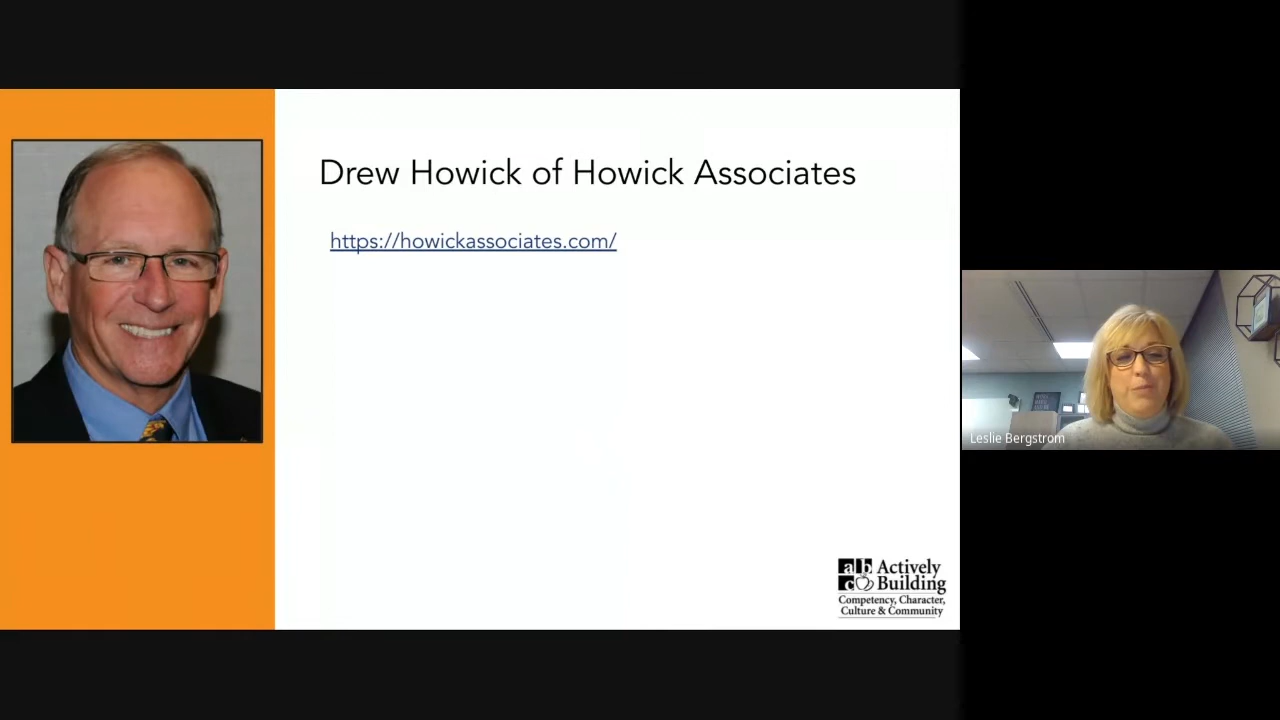 Drew Howick of Howick Associates
https://howickassociates.com/
Leslie Bergstrom
a b Actively
c Building
Competency, Character,
Culture & Community